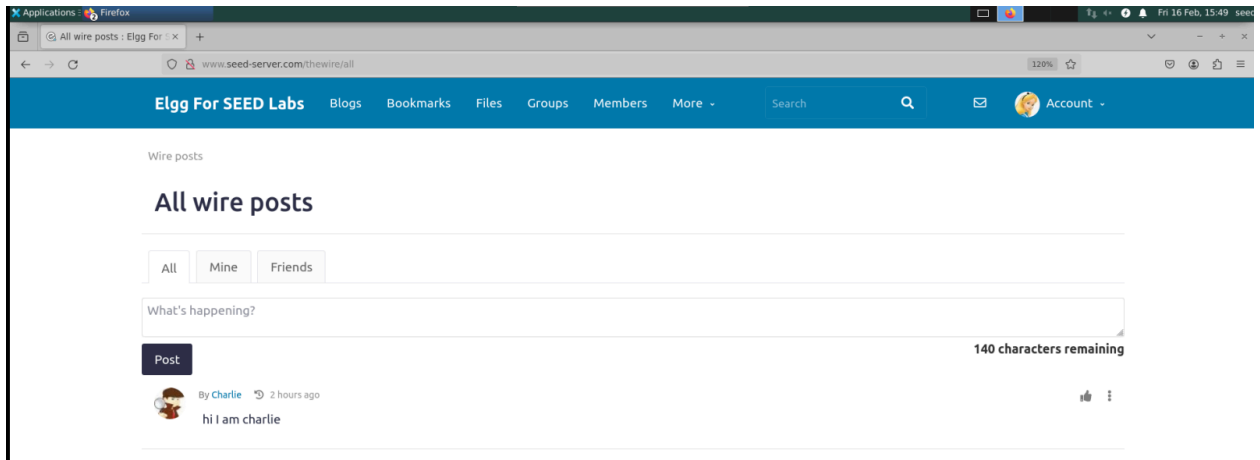 Applications : Firefox Fri 16 Feb, 15:49 seed
All wire posts : Elgg For S
www.seed-server.com/thewire/all 120%
Elgg For SEED Labs Blogs Bookmarks Files Groups Members More Search Account
Wire posts
All wire posts
All Mine Friends
What's happening?
140 characters remaining
Post
By Charlie 2 hours ago
hi I am charlie